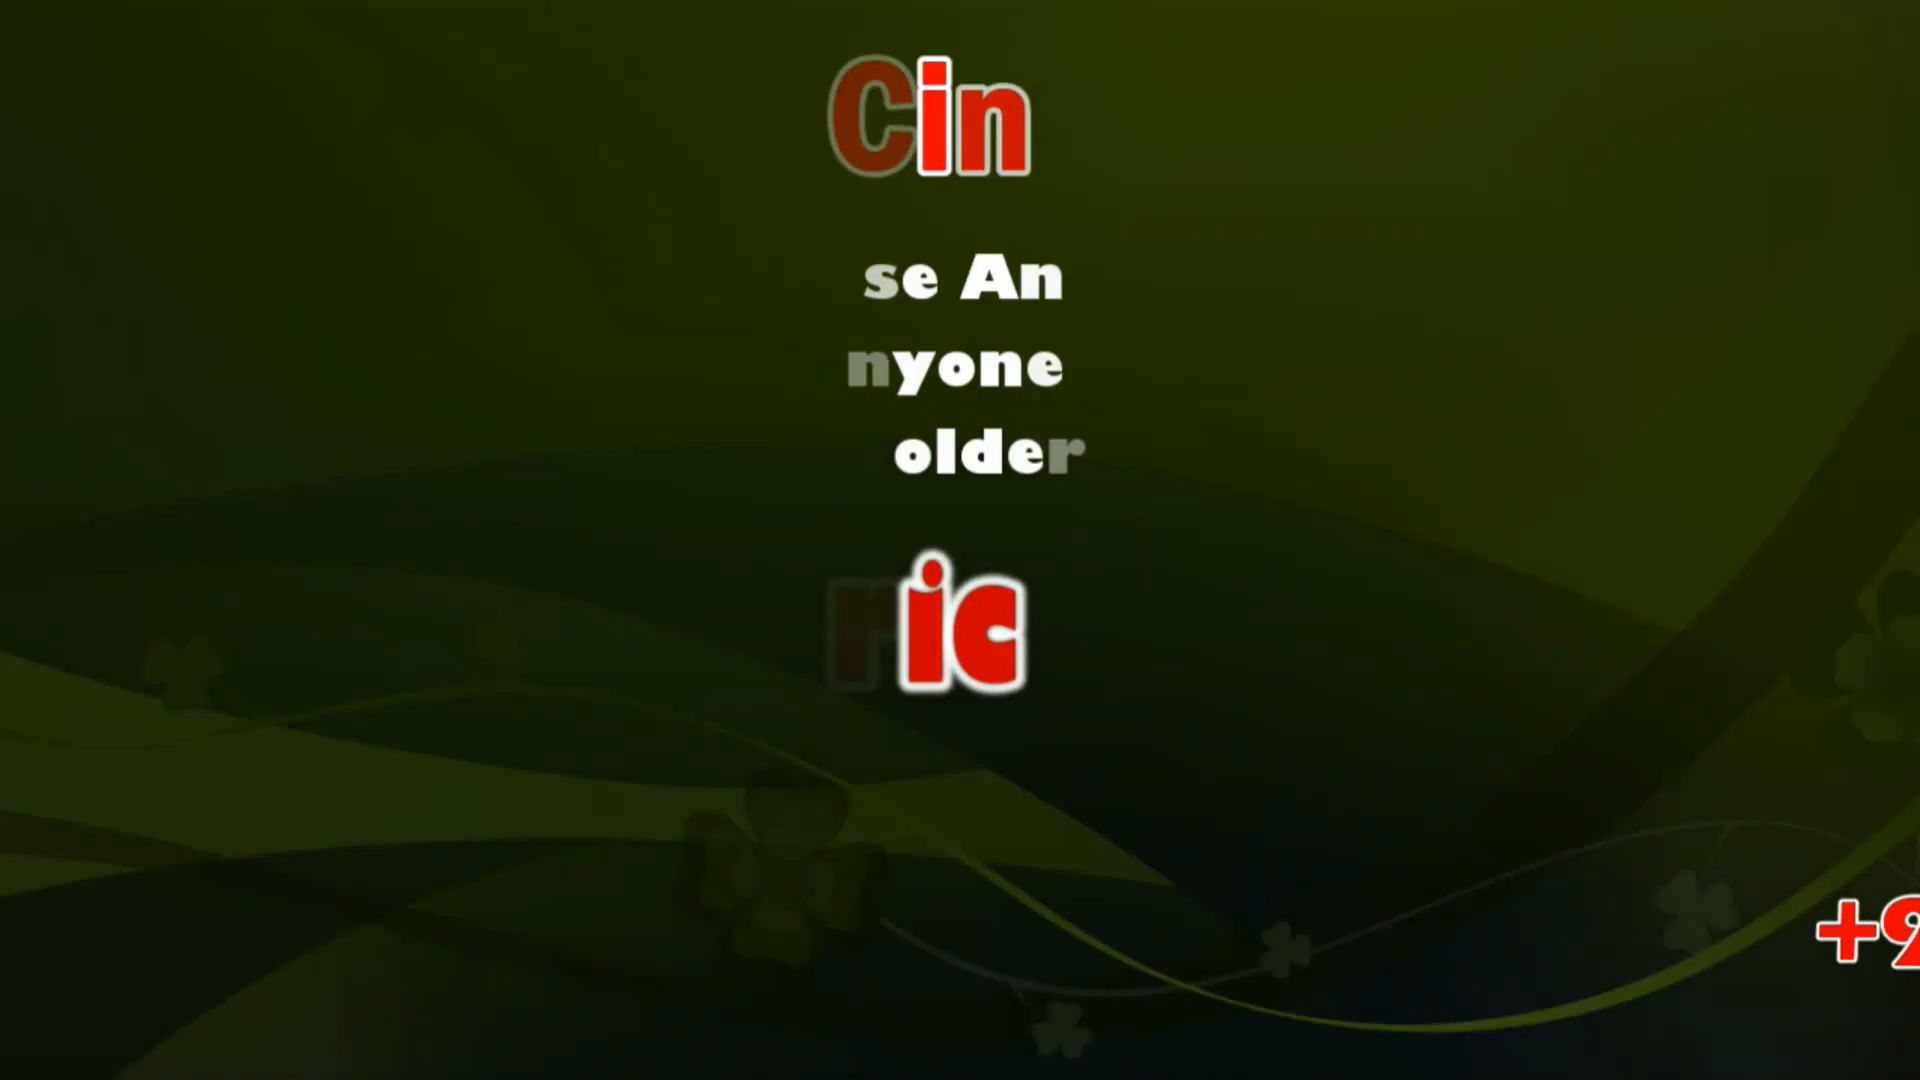 Cin
se An
nyone
older
ric
+9